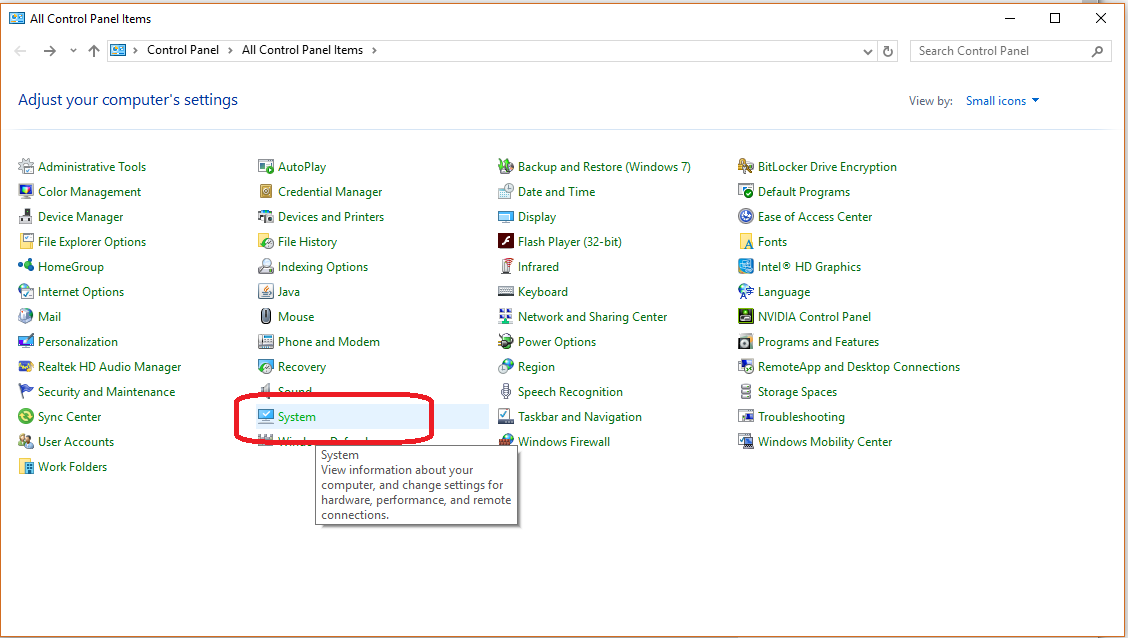 All Control Panel Items
Control Panel All Control Panel Items
Search Control Panel
Adjust your computer's settings
View by: Small icons
Administrative Tools AutoPlay Backup and Restore (Windows 7) BitLocker Drive Encryption
Color Management Credential Manager Date and Time Default Programs
Device Manager Devices and Printers Display Ease of Access Center
File Explorer Options File History Flash Player (32-bit) Fonts
HomeGroup Indexing Options Infrared Intel® HD Graphics
Internet Options Java Keyboard Language
Mail Mouse Network and Sharing Center NVIDIA Control Panel
Personalization Phone and Modem Power Options Programs and Features
Realtek HD Audio Manager Recovery Region RemoteApp and Desktop Connections
Security and Maintenance Sound Speech Recognition Storage Spaces
Sync Center System Taskbar and Navigation Troubleshooting
User Accounts Windows Defender Windows Firewall Windows Mobility Center
Work Folders
System
View information about your
computer, and change settings for
hardware, performance, and remote
connections.